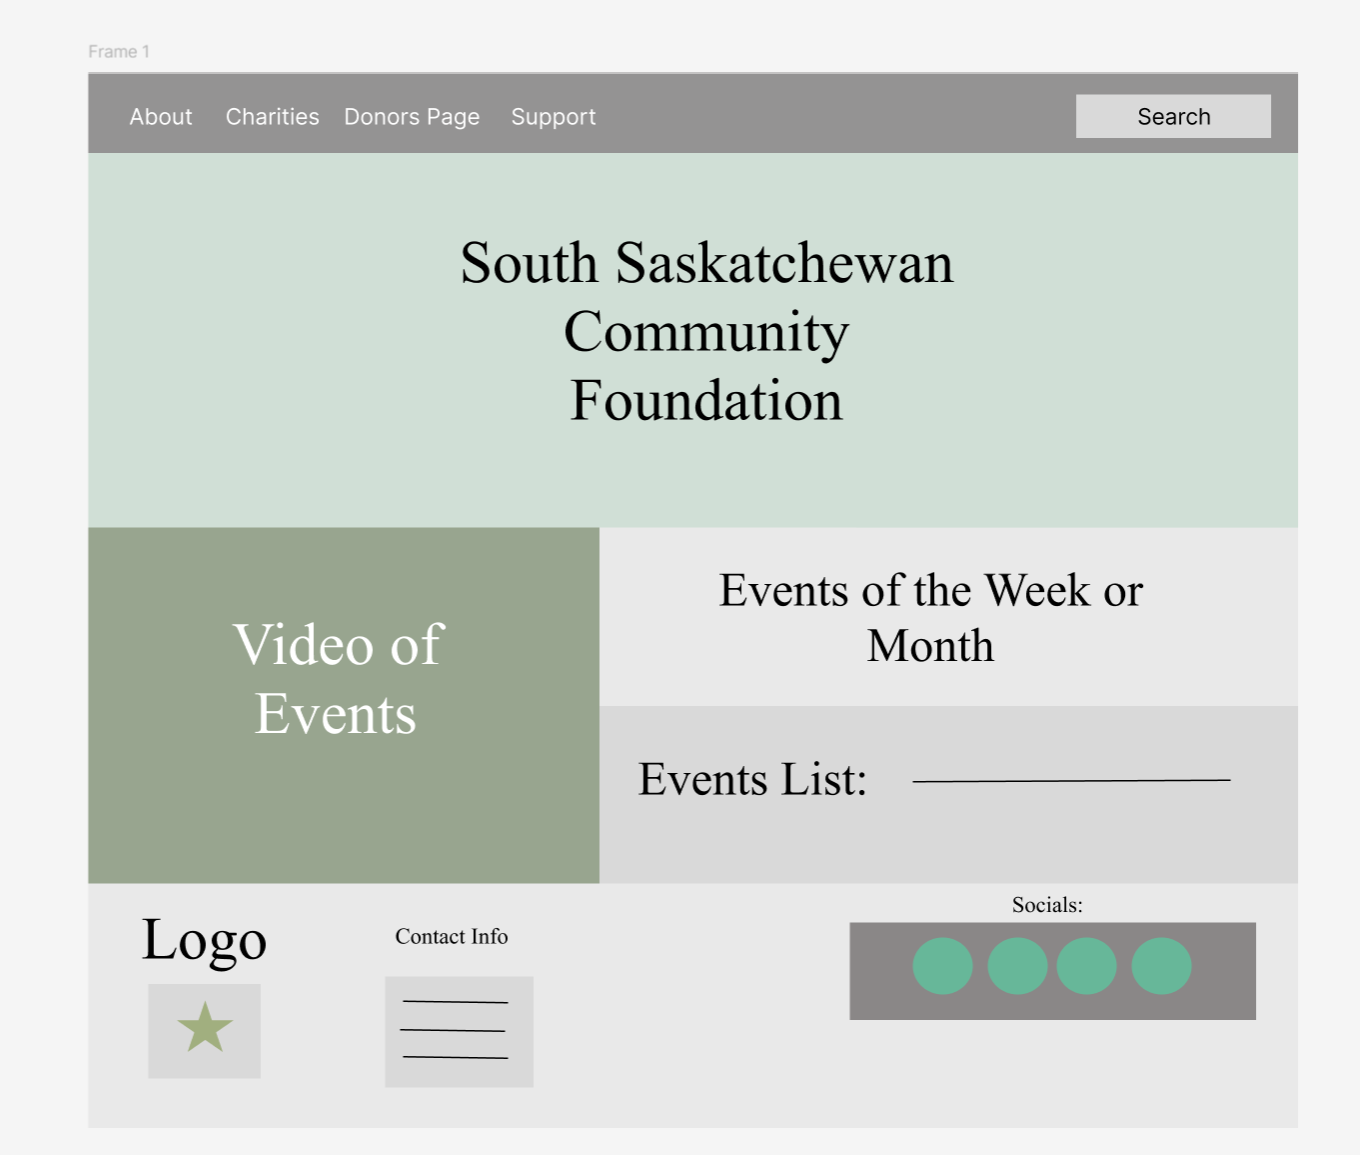 Frame 1
About Charities Donors Page Support Search
South Saskatchewan
Community
Foundation
Video of
Events
Events of the Week or
Month
Events List:
Logo
Contact Info
Socials: